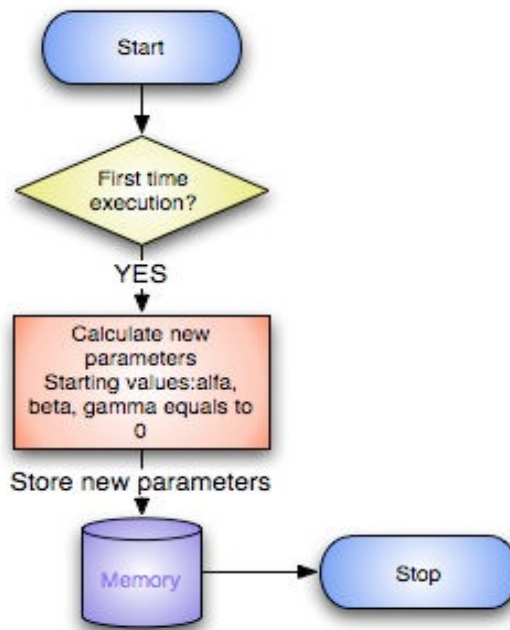 Start
First time
execution?
YES
Calculate new
parameters
Starting values:alfa,
beta, gamma equals to
0
Store new parameters
Memory
Stop